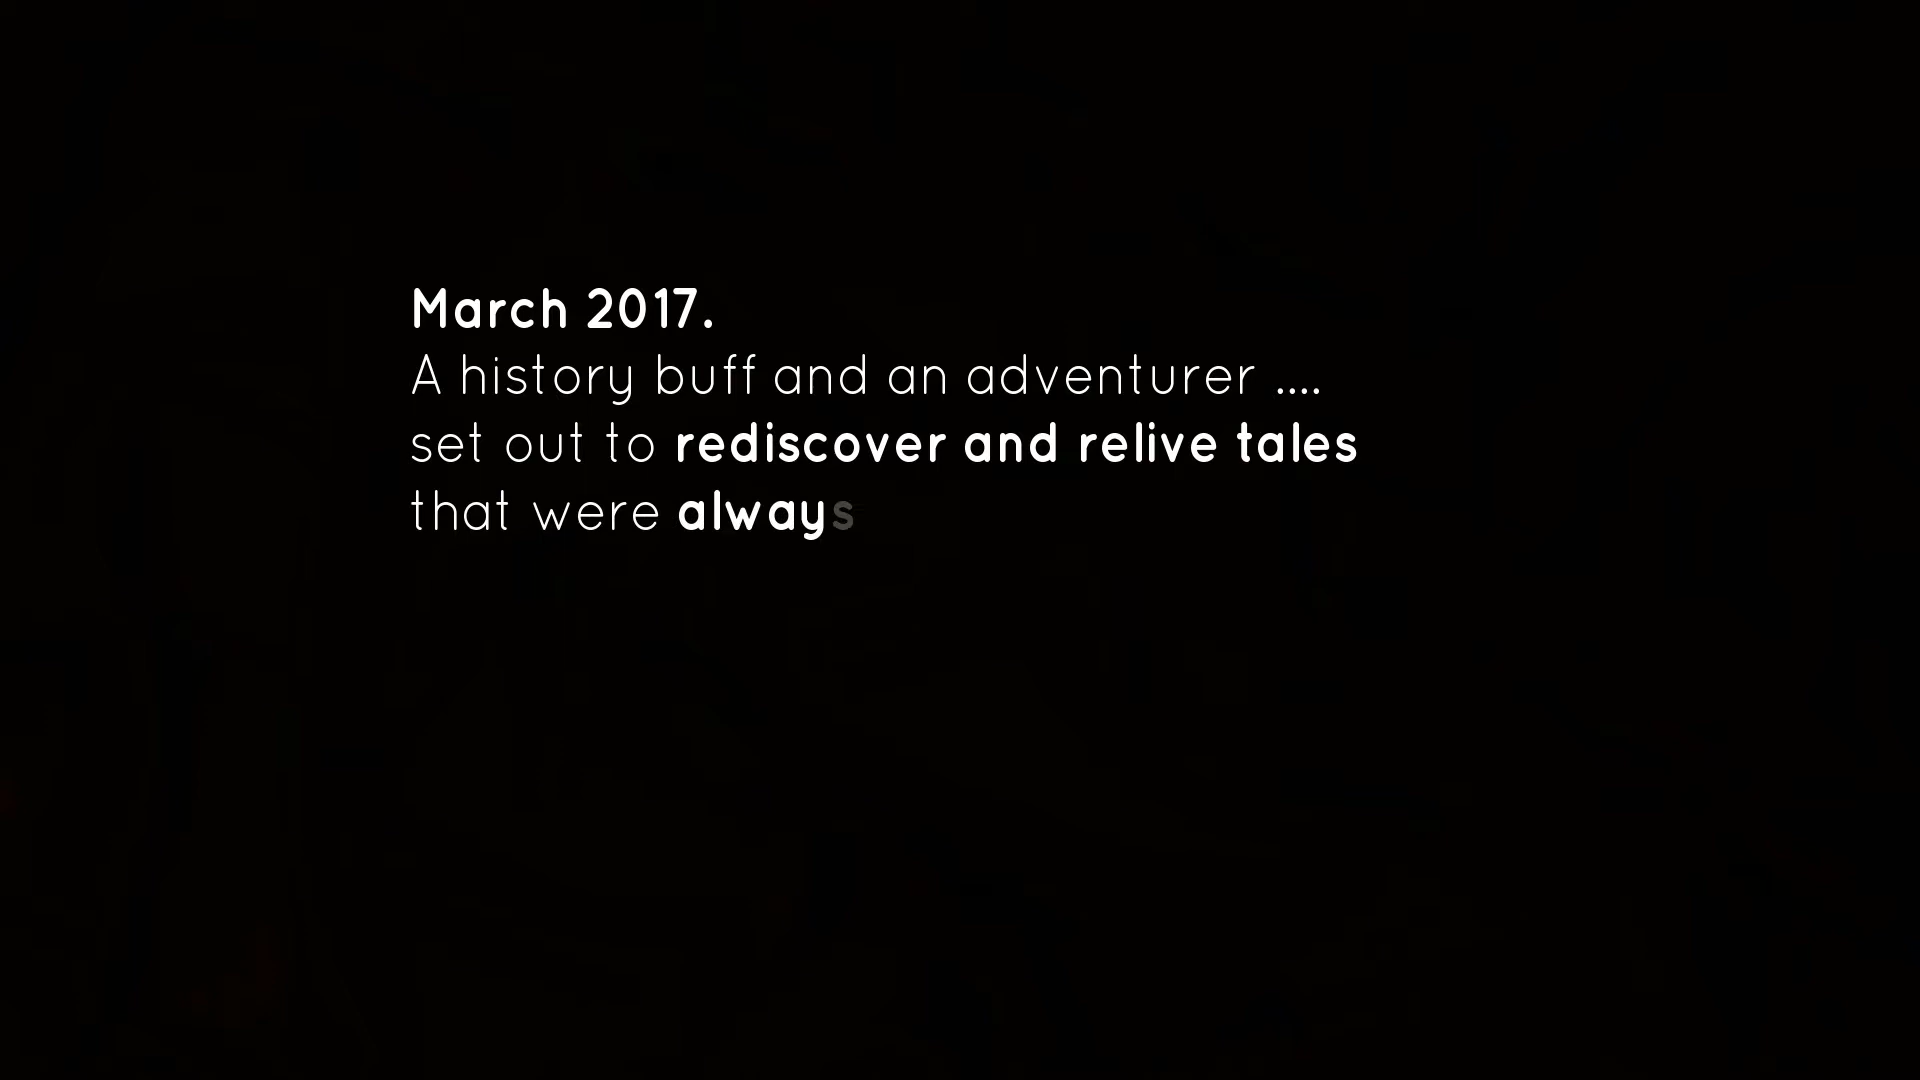 March 2017.
A history buff and an adventurer ....
set out to rediscover and relive tales
that were always